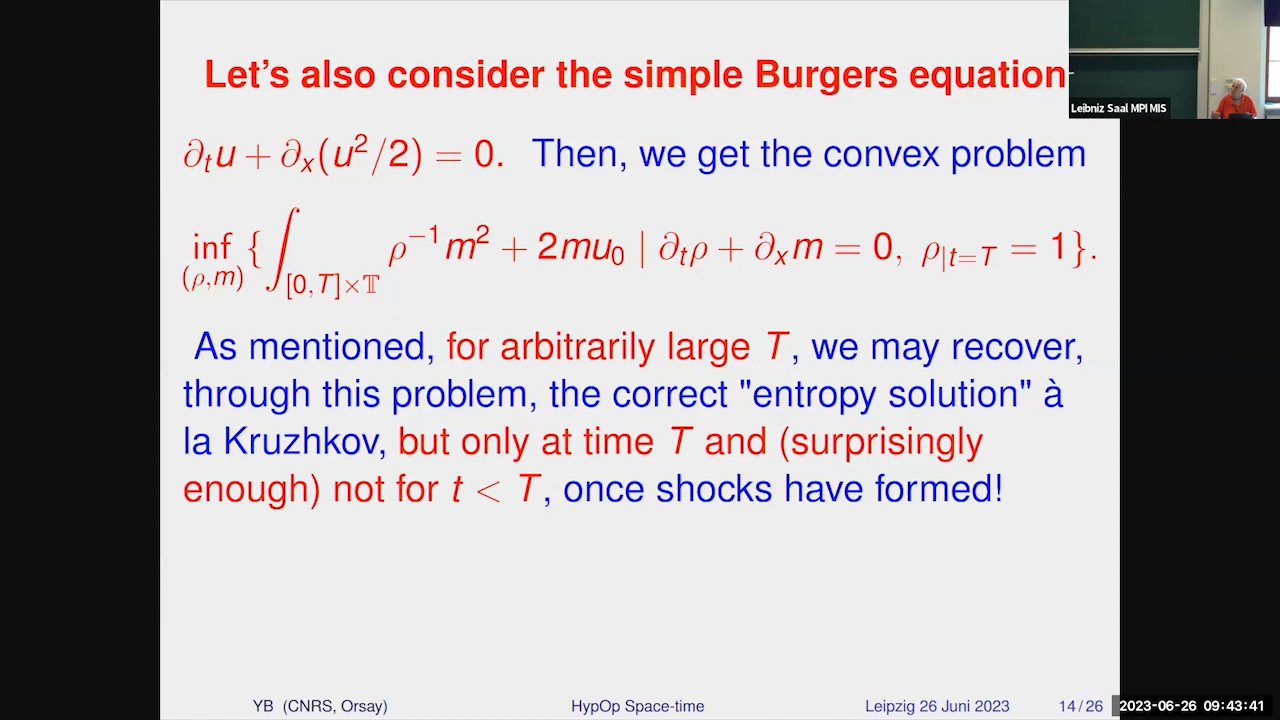 Let's also consider the simple Burgers equation
Leibniz Saal MPI MIS
∂ₜu + ∂ₓ(u²/2) = 0. Then, we get the convex problem
inf_{(ρ,m)} { ∫_{[0,T]×𝕋} ρ⁻¹m² + 2mu₀ | ∂ₜρ + ∂ₓm = 0, ρ_{|t=T} = 1}.
As mentioned, for arbitrarily large T, we may recover,
through this problem, the correct "entropy solution" à
la Kruzhkov, but only at time T and (surprisingly
enough) not for t < T, once shocks have formed!
YB (CNRS, Orsay) HypOp Space-time Leipzig 26 Juni 2023 14/26 2023-06-26 09:43:41